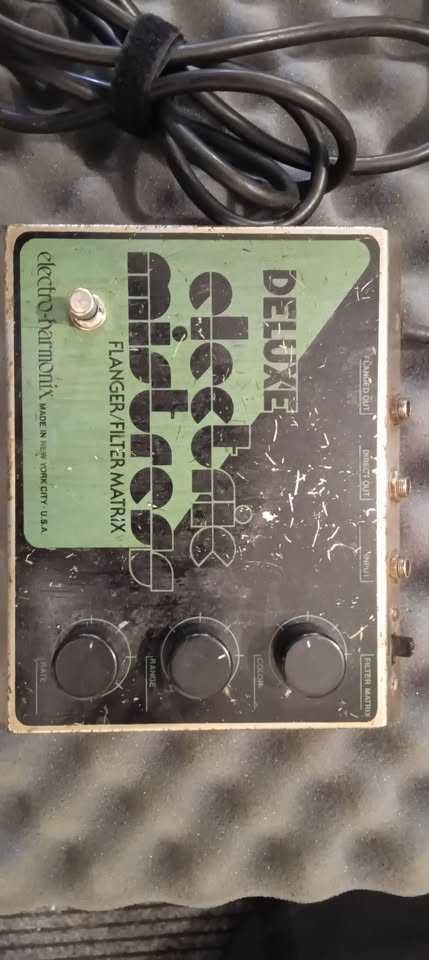 FLANGED OUT
DIRECT OUT
INPUT
FILTER MATRIX
DELUXE
electric
mistress
FLANGER/FILTER MATRIX
COLOR
RANGE
RATE
electro-harmonix MADE IN NEW YORK CITY - U.S.A.